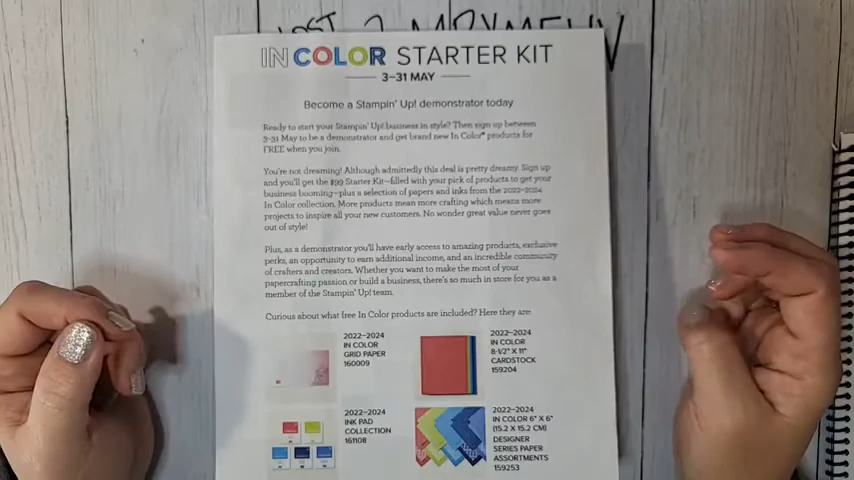 IN COLOR STARTER KIT
3–31 MAY
Become a Stampin' Up! demonstrator today
Ready to start your Stampin' Up! business in style? Then sign up between
3–31 May to be a demonstrator and get brand new In Color® products for
FREE when you join.
You're not dreaming! Although admittedly this deal is pretty dreamy. Sign up
and you'll get the $99 Starter Kit—filled with your pick of products to get your
business booming—plus a selection of papers and inks from the 2022–2024
In Color collection. More products mean more crafting which means more
projects to inspire all your new customers. No wonder great value never goes
out of style!
Plus, as a demonstrator you'll have early access to amazing products, exclusive
perks, an opportunity to earn additional income, and an incredible community
of crafters and creators. Whether you want to make the most of your
papercrafting passion or build a business, there's so much in store for you as a
member of the Stampin' Up! team.
Curious about what free In Color products are included? Here they are:
2022–2024
IN COLOR
GRID PAPER
160009
2022–2024
IN COLOR
8-1/2" X 11"
CARDSTOCK
159204
2022–2024
INK PAD
COLLECTION
161108
2022–2024
IN COLOR 6" X 6"
(15.2 X 15.2 CM)
DESIGNER
SERIES PAPER
ASSORTMENTS
159253